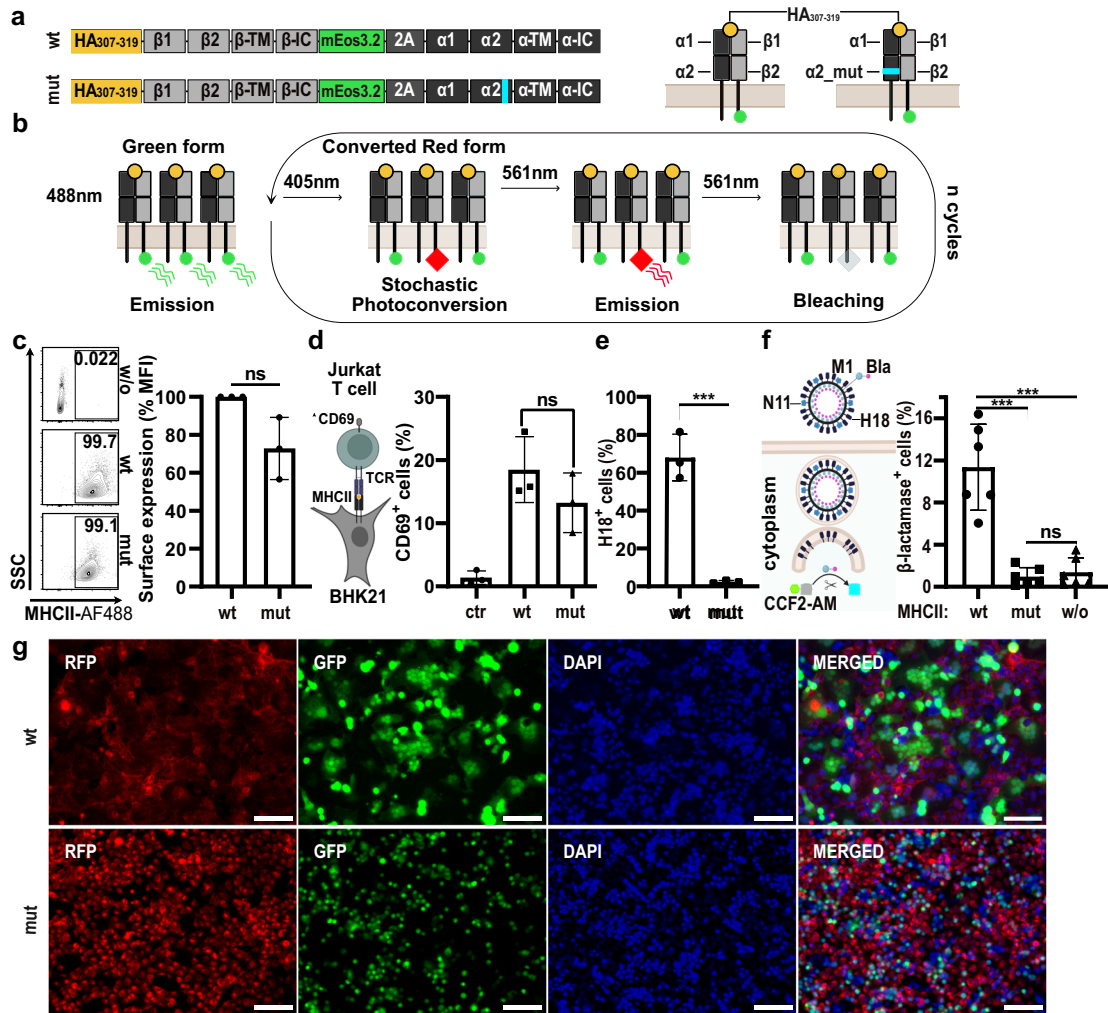 a
wt
HA307-319 β1 β2 β-TM β-IC mEos3.2 2A α1 α2 α-TM α-IC
mut
HA307-319 β1 β2 β-TM β-IC mEos3.2 2A α1 α2 α-TM α-IC
HA307-319
α1 β1 α1 β1
α2 β2 α2_mut β2
b
Green form Converted Red form
488nm 405nm 561nm 561nm
n cycles
Emission Stochastic Photoconversion Emission Bleaching
c
0.022
w/o
99.7
wt
99.1
mut
SSC
MHCII-AF488
Surface expression (% MFI)
100
80
60
40
20
0
ns
wt mut
d
Jurkat
T cell
▲CD69
TCR
MHCII
BHK21
CD69+ cells (%)
30
20
10
0
ns
ctr wt mut
e
H18+ cells (%)
100
80
60
40
20
0
***
wt mut
f
M1 Bla
N11
H18
cytoplasm
CCF2-AM
β-lactamase+ cells (%)
16
12
8
4
0
***
***
ns
MHCII: wt mut w/o
g
wt
RFP GFP DAPI MERGED
mut
RFP GFP DAPI MERGED